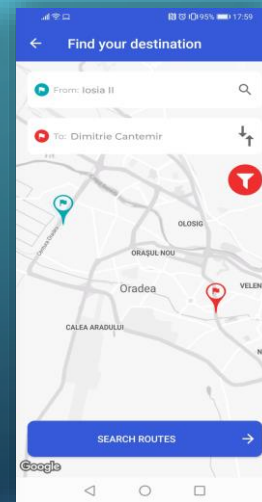 95% 17:59
Find your destination
From: Iosia II
To: Dimitrie Cantemir
OLOSIG
ORAȘUL NOU
Oradea
VELEN
CALEA ARADULUI
N
SEARCH ROUTES
Google